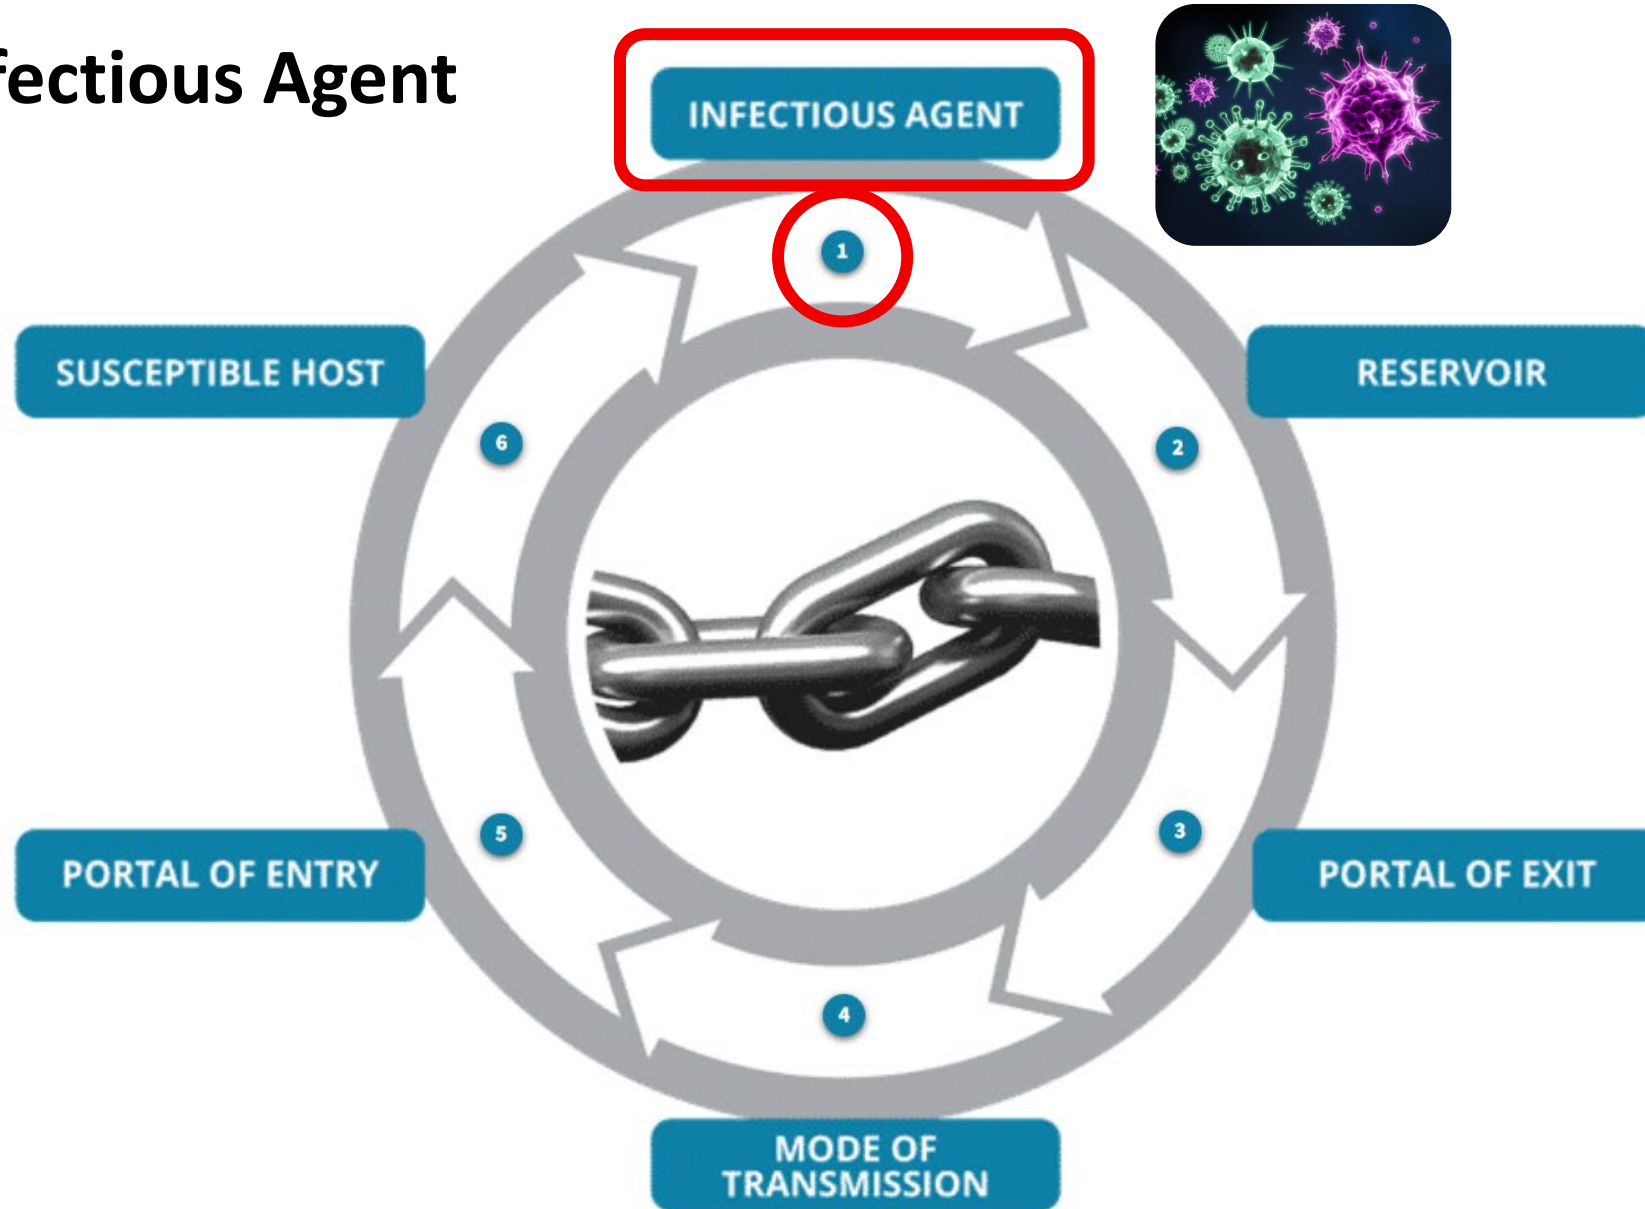 fectious Agent
INFECTIOUS AGENT
1
SUSCEPTIBLE HOST
RESERVOIR
6
2
5
3
PORTAL OF ENTRY
PORTAL OF EXIT
4
MODE OF
TRANSMISSION